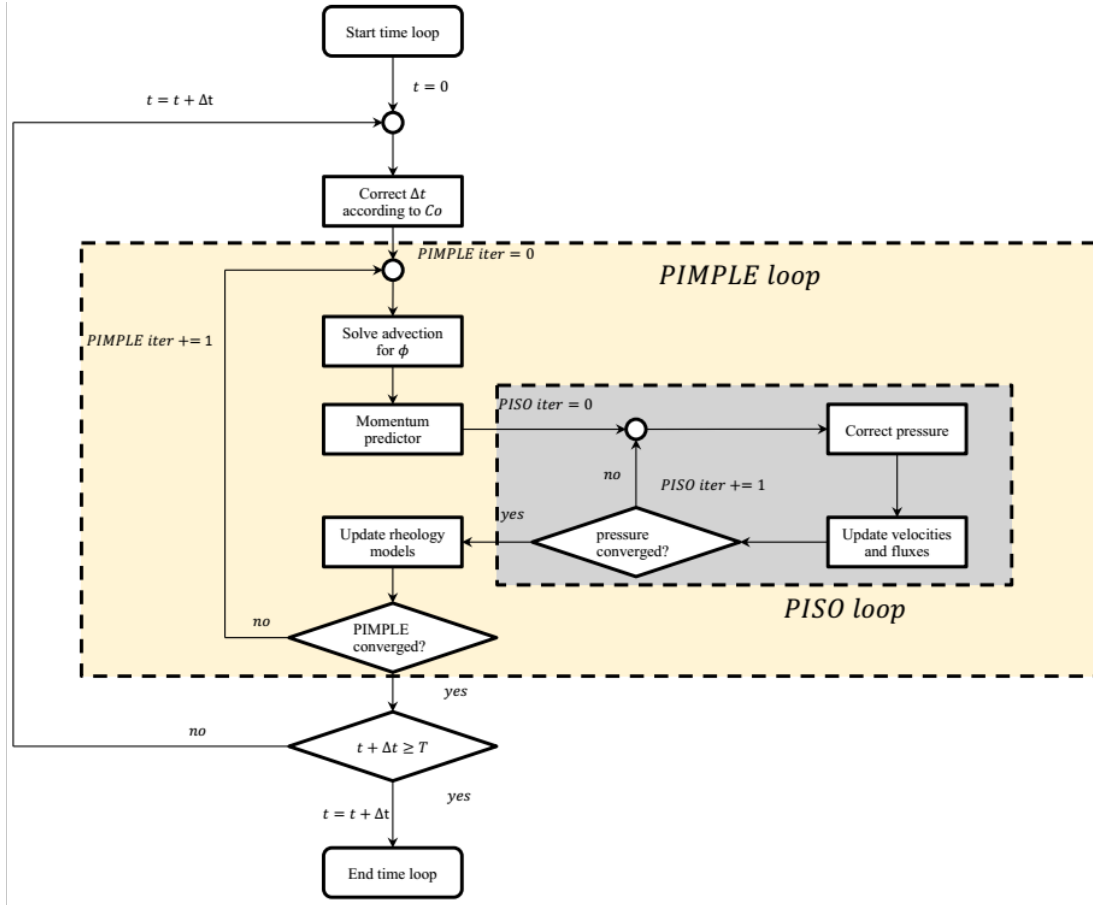 Start time loop
t = 0
t = t + Δt
Correct Δt
according to Co
PIMPLE iter = 0
PIMPLE loop
Solve advection
for ϕ
PIMPLE iter += 1
Momentum
predictor
PISO iter = 0
Correct pressure
no
PISO iter += 1
yes
Update rheology
models
pressure
converged?
Update velocities
and fluxes
PISO loop
no
PIMPLE
converged?
yes
no
t + Δt ≥ T
yes
t = t + Δt
End time loop